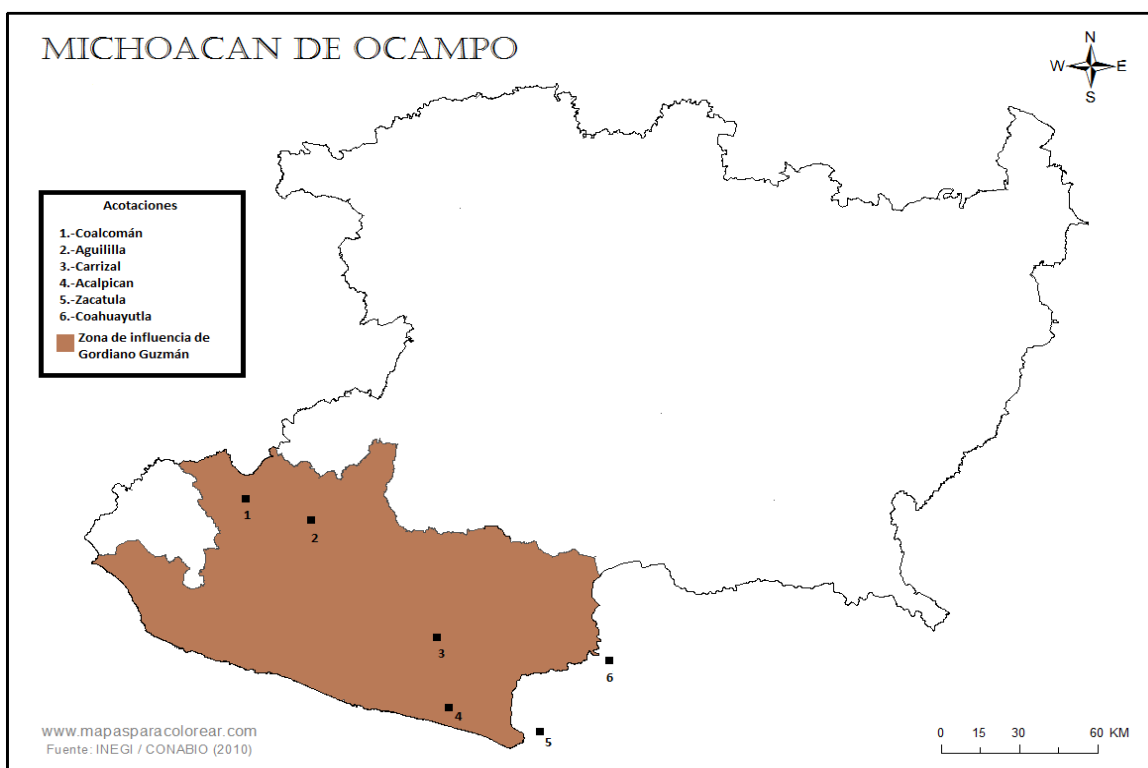 MICHOACAN DE OCAMPO
N
W E
S
Acotaciones
1.-Coalcomán
2.-Aguililla
3.-Carrizal
4.-Acalpican
5.-Zacatula
6.-Coahuayutla
Zona de influencia de
Gordiano Guzmán
1
2
3
6
4
5
www.mapasparacolorear.com
Fuente: INEGI / CONABIO (2010)
0 15 30 60 KM